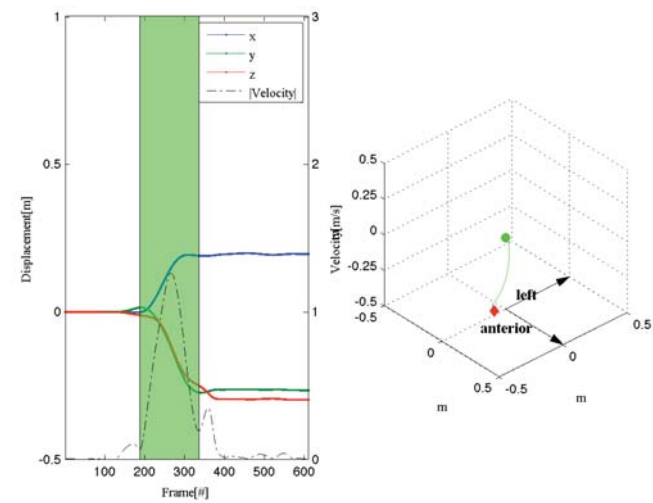 1
3
x
y
z
|Velocity|
0.5
2
Displacement[m]
Velocity[m/s]
0
1
-0.5
0
100
200
300
400
500
600
Frame[#]
0.5
0.25
0
-0.25
-0.5
-0.5
0
0.5
m
-0.5
0
0.5
m
left
anterior